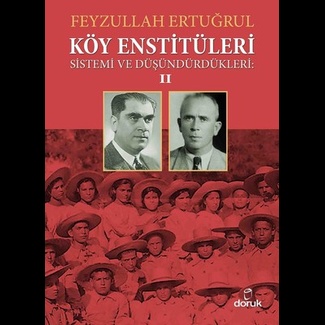 FEYZULLAH ERTUĞRUL
KÖY ENSTİTÜLERİ
SİSTEMİ VE DÜŞÜNDÜRDÜKLERİ:
II
doruk